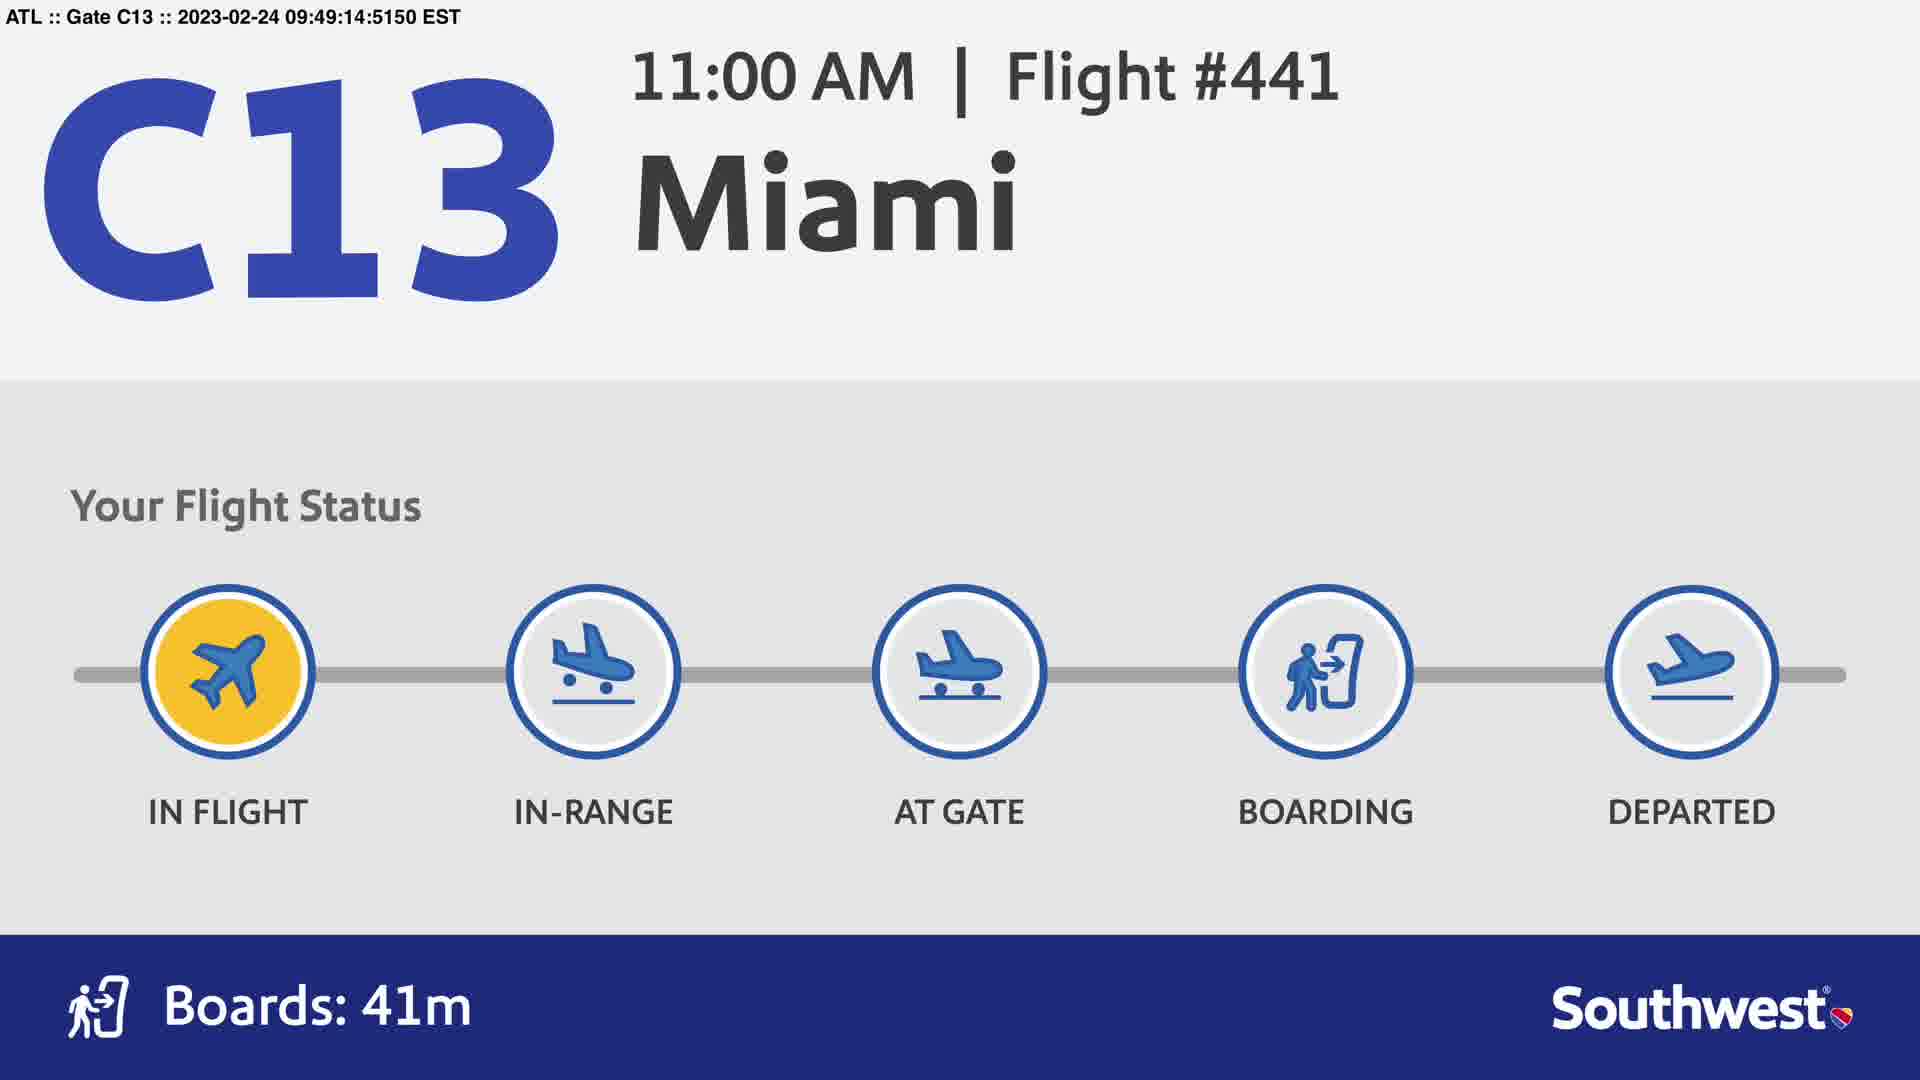 ATL :: Gate C13 :: 2023-02-24 09:49:14:5150 EST
C13
11:00 AM | Flight #441
Miami
Your Flight Status
IN FLIGHT
IN-RANGE
AT GATE
BOARDING
DEPARTED
Boards: 41m
Southwest®